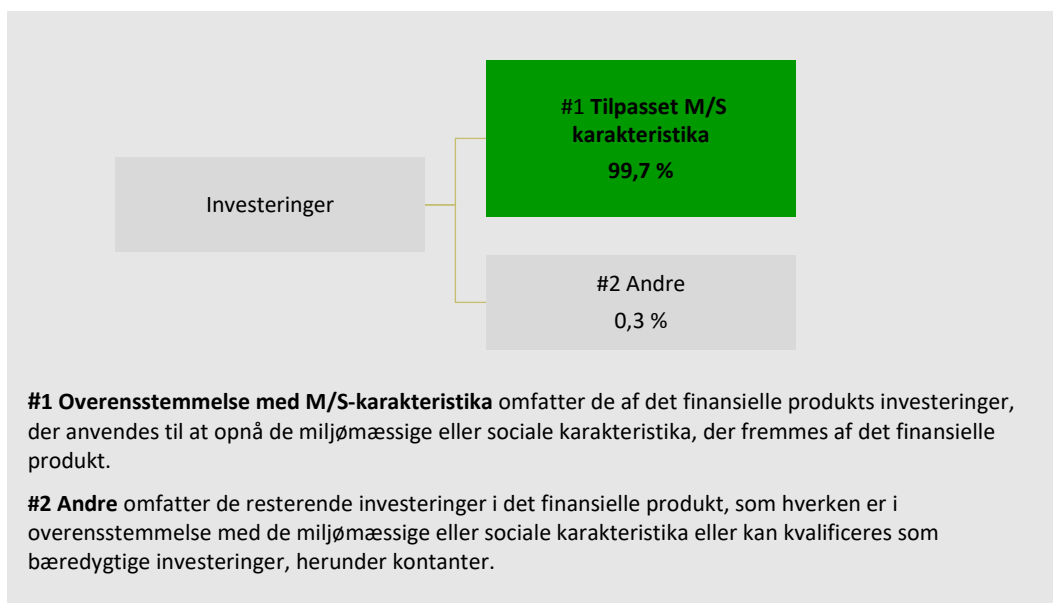 #1 Tilpasset M/S
karakteristika
99,7 %
Investeringer
#2 Andre
0,3 %
#1 Overensstemmelse med M/S-karakteristika omfatter de af det finansielle produkts investeringer,
der anvendes til at opnå de miljømæssige eller sociale karakteristika, der fremmes af det finansielle
produkt.
#2 Andre omfatter de resterende investeringer i det finansielle produkt, som hverken er i
overensstemmelse med de miljømæssige eller sociale karakteristika eller kan kvalificeres som
bæredygtige investeringer, herunder kontanter.